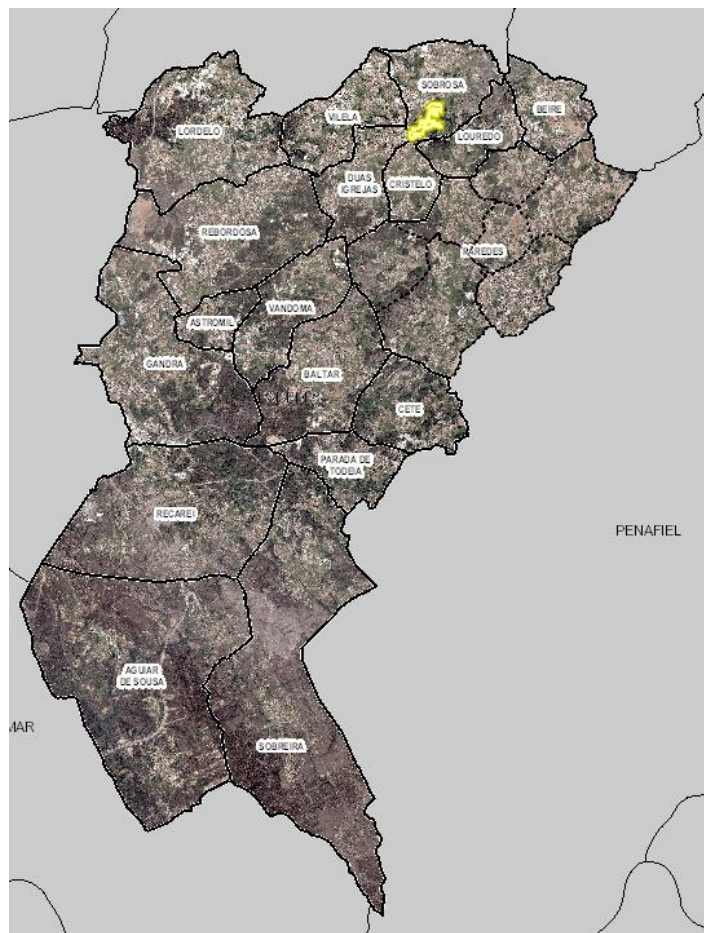 SOBROSA
BEIRE
VILELA
LORDELO
LOUREDO
DUAS
IGREJAS
CRISTELO
REBORDOSA
PAREDES
VANDOMA
ASTROMIL
GANDRA
BALTAR
CETE
PARADA DE
TODEIA
RECAREI
PENAFIEL
AGUIAR
DE SOUSA
MAR
SOBREIRA